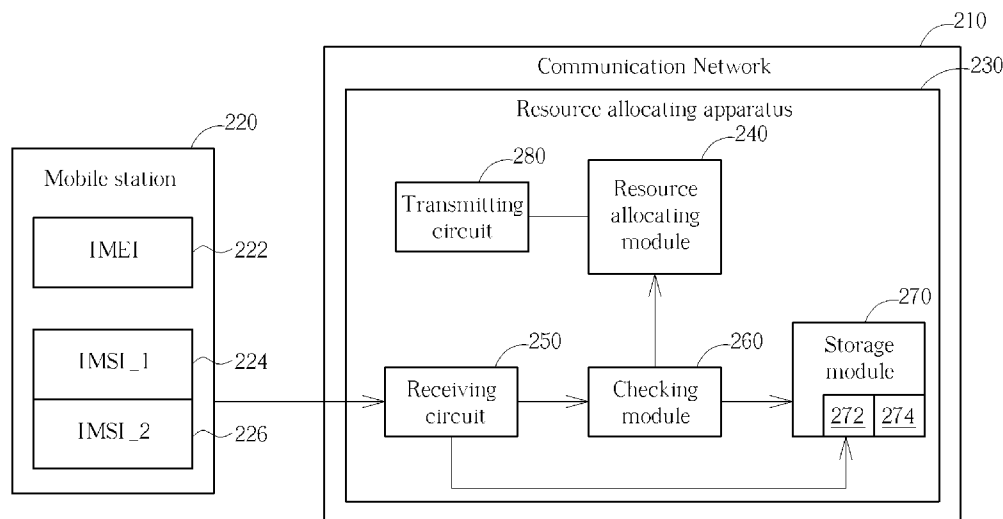 210
Communication Network
230
Resource allocating apparatus
220
Mobile station
IMEI
222
IMSI_1
224
IMSI_2
226
280
Transmitting
circuit
240
Resource
allocating
module
250
Receiving
circuit
260
Checking
module
270
Storage
module
272
274